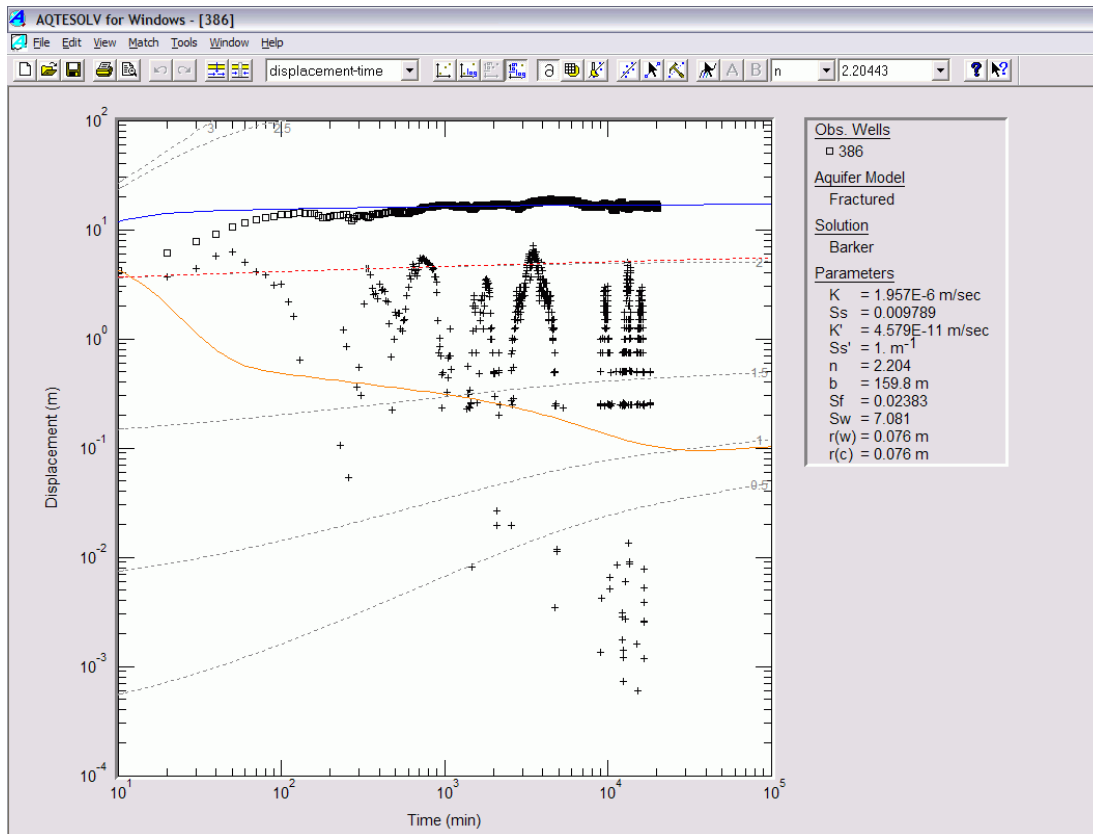 AQTESOLV for Windows - [386]
File Edit View Match Tools Window Help
displacement-time
A B n 2.20443
Obs. Wells
386
Aquifer Model
Fractured
Solution
Barker
Parameters
K = 1.957E-6 m/sec
Ss = 0.009789
K' = 4.579E-11 m/sec
Ss' = 1. m-1
n = 2.204
b = 159.8 m
Sf = 0.02383
Sw = 7.081
r(w) = 0.076 m
r(c) = 0.076 m
Displacement (m)
10^2
10^1
10^0
10^-1
10^-2
10^-3
10^-4
3 2.5
2
1.5
1
0.5
10^1 10^2 10^3 10^4 10^5
Time (min)